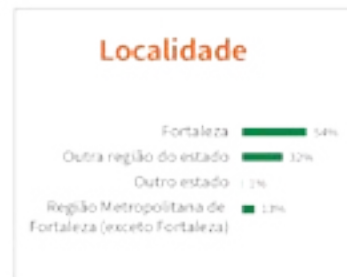 Localidade
Fortaleza 54%
Outra região do estado 32%
Outro estado 1%
Região Metropolitana de
Fortaleza (exceto Fortaleza) 13%